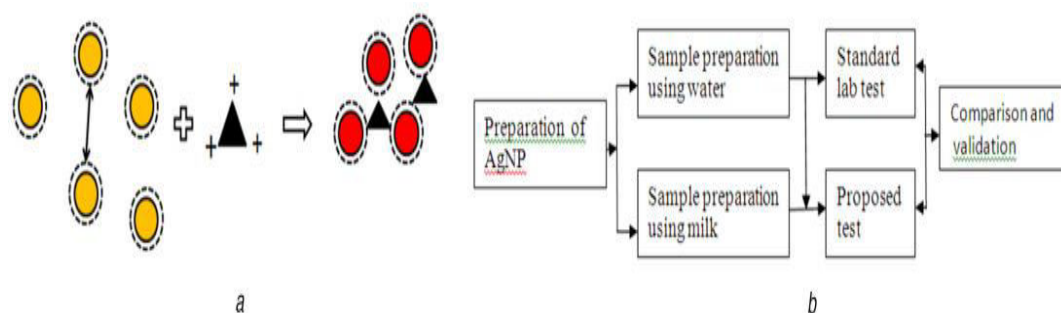 +
+
+
Preparation of
AgNP
Sample preparation
using water
Sample preparation
using milk
Standard
lab test
Proposed
test
Comparison and
validation
a
b